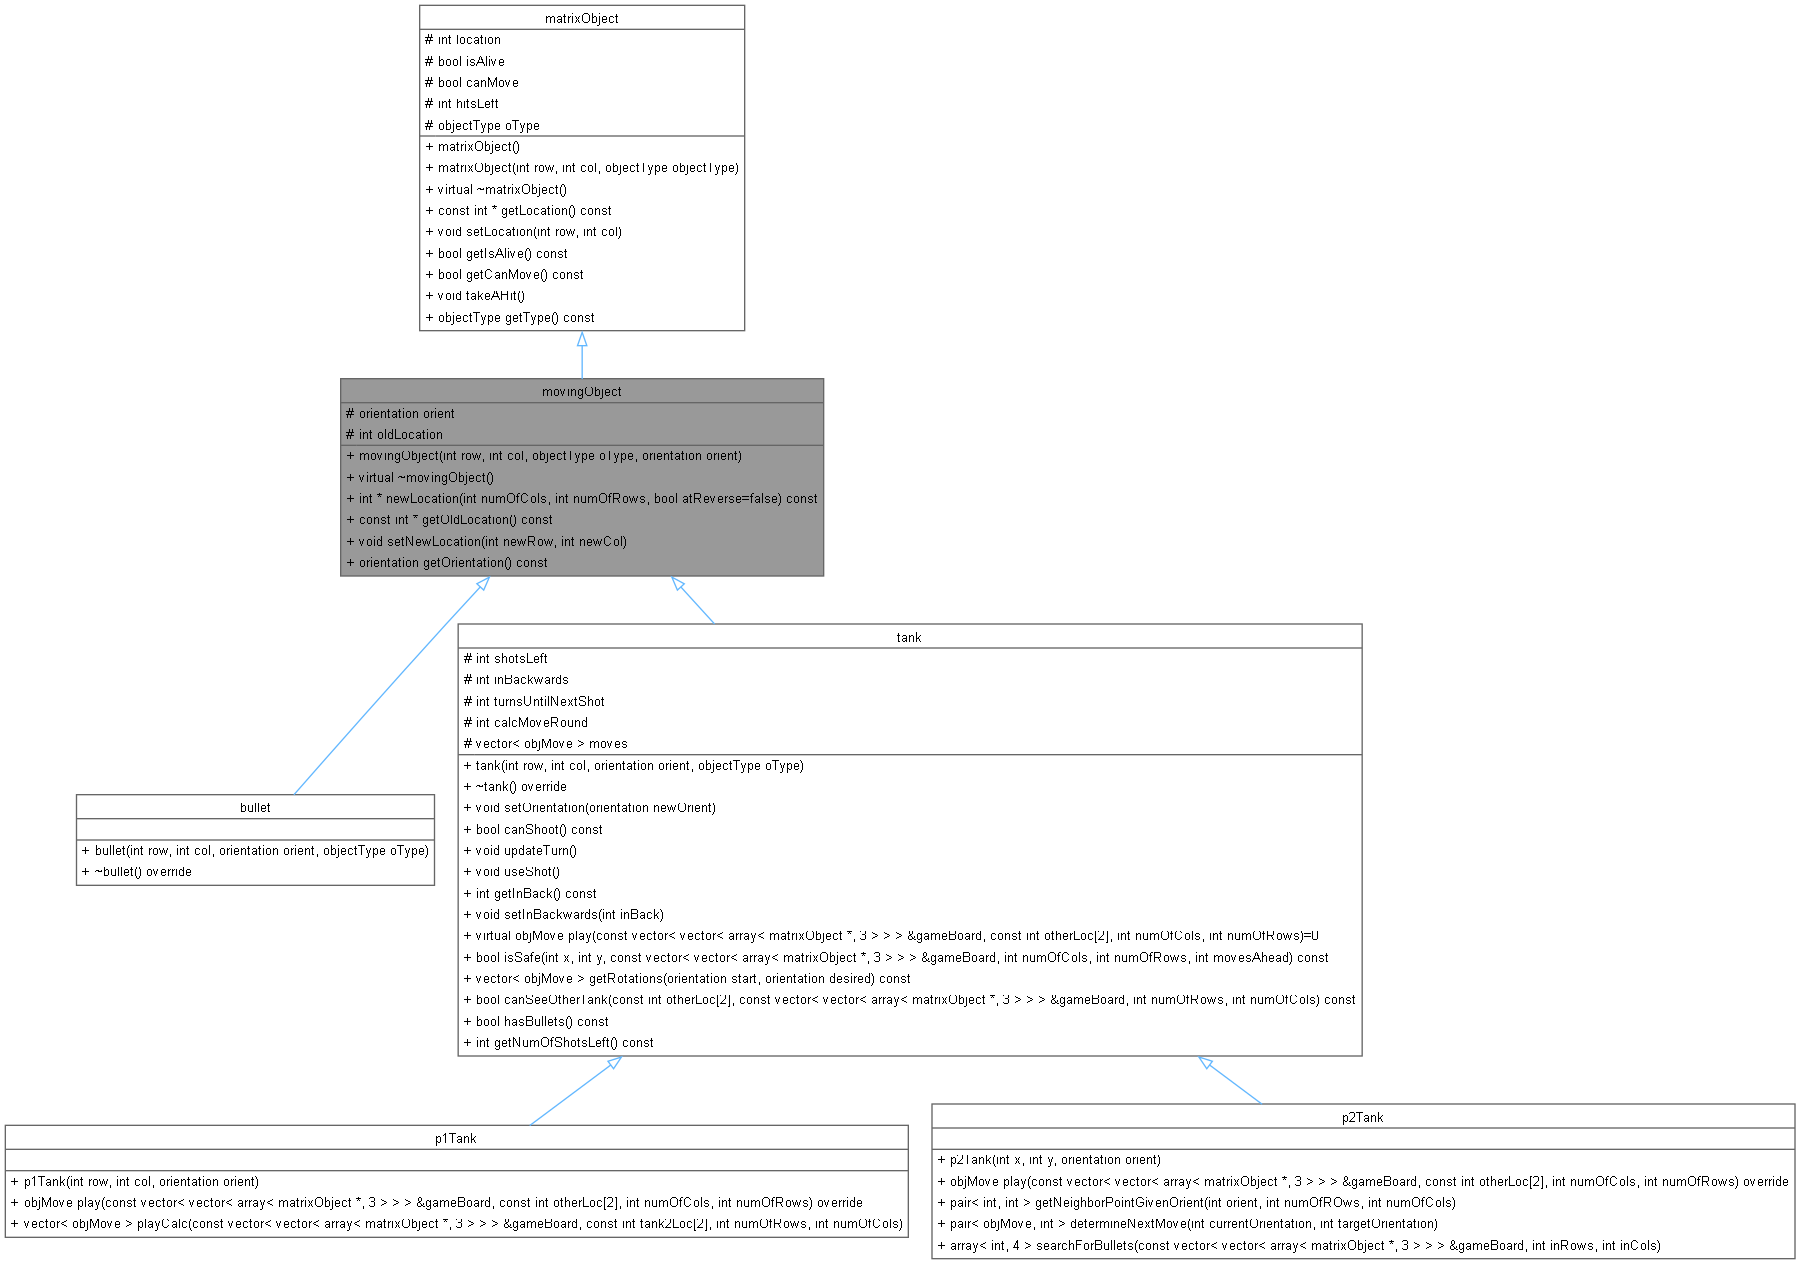 matrixObject
# int location
# bool isAlive
# bool canMove
# int hitsLeft
# objectType oType
+ matrixObject()
+ matrixObject(int row, int col, objectType objectType)
+ virtual ~matrixObject()
+ const int * getLocation() const
+ void setLocation(int row, int col)
+ bool getIsAlive() const
+ bool getCanMove() const
+ void takeAHit()
+ objectType getType() const
movingObject
# orientation orient
# int oldLocation
+ movingObject(int row, int col, objectType oType, orientation orient)
+ virtual ~movingObject()
+ int * newLocation(int numOfCols, int numOfRows, bool atReverse=false) const
+ const int * getOldLocation() const
+ void setNewLocation(int newRow, int newCol)
+ orientation getOrientation() const
tank
# int shotsLeft
# int inBackwards
# int turnsUntilNextShot
# int calcMoveRound
# vector< objMove > moves
+ tank(int row, int col, orientation orient, objectType oType)
+ ~tank() override
+ void setOrientation(orientation newOrient)
+ bool canShoot() const
+ void updateTurn()
+ void useShot()
+ int getInBack() const
+ void setInBackwards(int inBack)
+ virtual objMove play(const vector< vector< array< matrixObject *, 3 > > > &gameBoard, const int otherLoc[2], int numOfCols, int numOfRows)=0
+ bool isSafe(int x, int y, const vector< vector< array< matrixObject *, 3 > > > &gameBoard, int numOfCols, int numOfRows, int movesAhead) const
+ vector< objMove > getRotations(orientation start, orientation desired) const
+ bool canSeeOtherTank(const int otherLoc[2], const vector< vector< array< matrixObject *, 3 > > > &gameBoard, int numOfRows, int numOfCols) const
+ bool hasBullets() const
+ int getNumOfShotsLeft() const
bullet
+ bullet(int row, int col, orientation orient, objectType oType)
+ ~bullet() override
p1Tank
+ p1Tank(int row, int col, orientation orient)
+ objMove play(const vector< vector< array< matrixObject *, 3 > > > &gameBoard, const int otherLoc[2], int numOfCols, int numOfRows) override
+ vector< objMove > playCalc(const vector< vector< array< matrixObject *, 3 > > > &gameBoard, const int tank2Loc[2], int numOfRows, int numOfCols)
p2Tank
+ p2Tank(int x, int y, orientation orient)
+ objMove play(const vector< vector< array< matrixObject *, 3 > > > &gameBoard, const int otherLoc[2], int numOfCols, int numOfRows) override
+ pair< int, int > getNeighborPointGivenOrient(int orient, int numOfROws, int numOfCols)
+ pair< objMove, int > determineNextMove(int currentOrientation, int targetOrientation)
+ array< int, 4 > searchForBullets(const vector< vector< array< matrixObject *, 3 > > > &gameBoard, int inRows, int inCols)